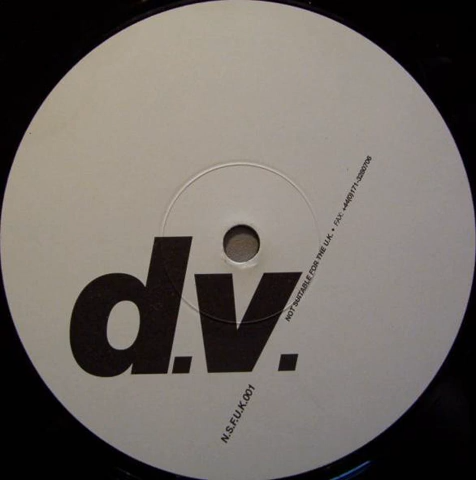 d.v.
NOT SUITABLE FOR THE U.K. • FAX: +44(0)171-3280706
N.S.F.U.K.001